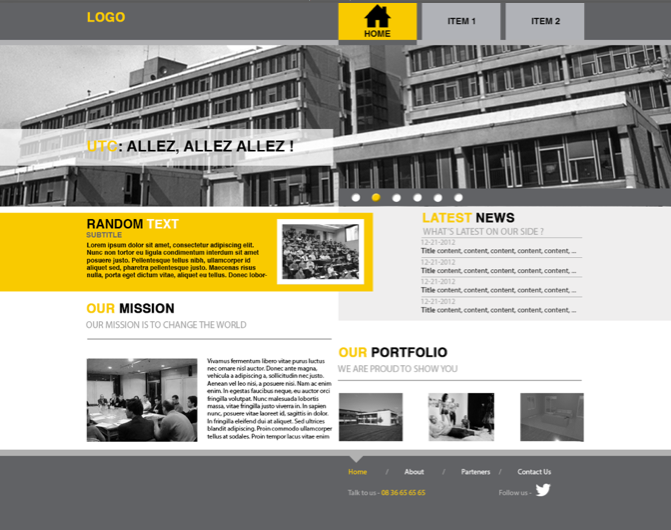 LOGO
HOME
ITEM 1
ITEM 2
UTC: ALLEZ, ALLEZ ALLEZ !
RANDOM TEXT
SUBTITLE
Lorem ipsum dolor sit amet, consectetur adipiscing elit.
Nunc non tortor eu ligula condimentum interdum sit amet
posuere justo. Pellentesque tellus nibh, ullamcorper id
aliquet sed, pharetra pellentesque justo. Maecenas risus
nulla, porta eget dictum vitae, aliquet eu tellus. Donec lobor-
LATEST NEWS
WHAT'S LATEST ON OUR SIDE ?
12-21-2012
Title content, content, content, content, content, ...
12-21-2012
Title content, content, content, content, content, ...
12-21-2012
Title content, content, content, content, content, ...
12-21-2012
Title content, content, content, content, content, ...
OUR MISSION
OUR MISSION IS TO CHANGE THE WORLD
Vivamus fermentum libero vitae purus luctus
nec ornare nisl auctor. Donec ante magna,
vehicula a adipiscing a, sollicitudin nec justo.
Aenean vel leo nisi, a posuere nisi. Nam ac enim
enim. In egestas faucibus neque, eu auctor orci
fringilla volutpat. Nunc malesuada lobortis
massa, vitae fringilla justo viverra in. In sapien
nunc, posuere vitae laoreet id, sagittis in dolor.
In fringilla eleifend dui at aliquet. Sed ultrices
blandit adipiscing. Proin commodo ullamcorper
tellus at sodales. Proin tempor lacus vitae enim
OUR PORTFOLIO
WE ARE PROUD TO SHOW YOU
Home / About / Parteners / Contact Us
Talk to us - 08 36 65 65 65
Follow us -